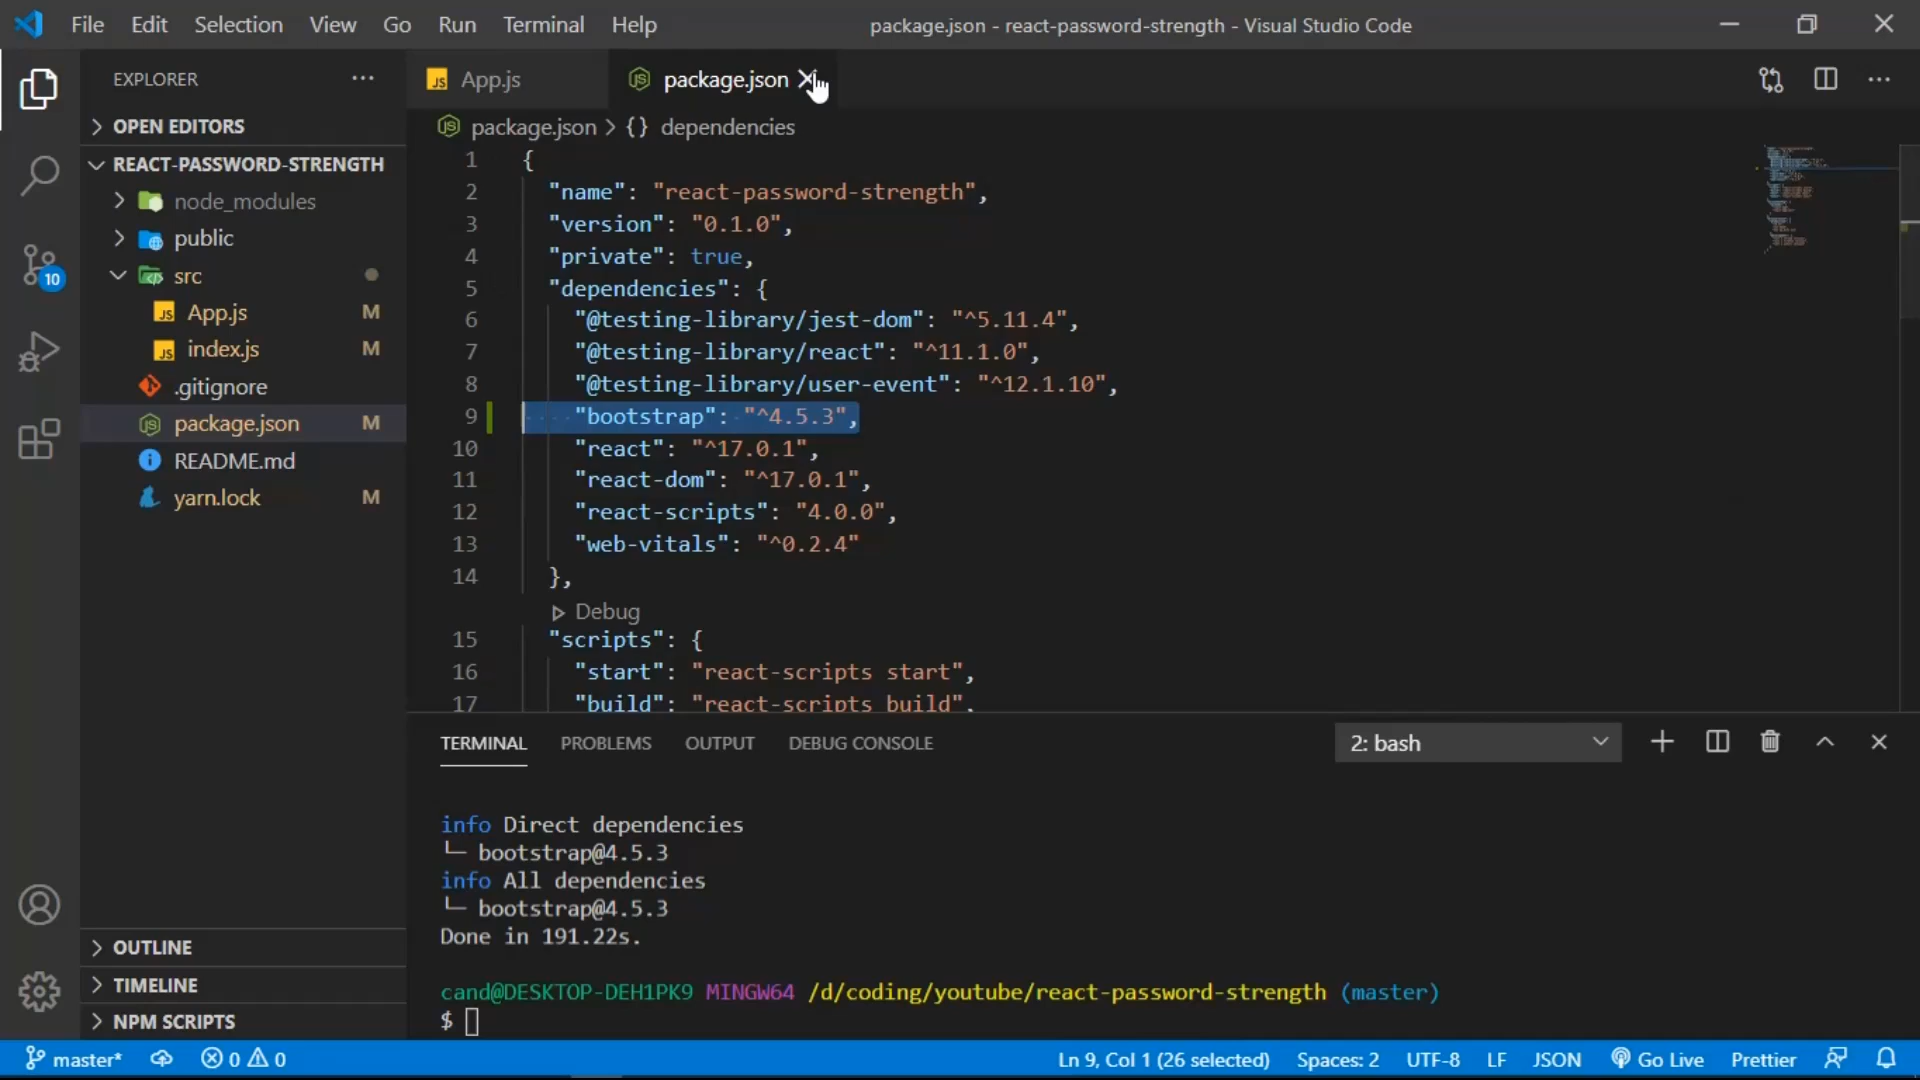 File Edit Selection View Go Run Terminal Help package.json - react-password-strength - Visual Studio Code
EXPLORER
OPEN EDITORS
REACT-PASSWORD-STRENGTH
node_modules
public
src
App.js M
index.js M
.gitignore
package.json M
README.md
yarn.lock M
OUTLINE
TIMELINE
NPM SCRIPTS
10
App.js package.json
package.json > {} dependencies
1 {
2 "name": "react-password-strength",
3 "version": "0.1.0",
4 "private": true,
5 "dependencies": {
6 "@testing-library/jest-dom": "^5.11.4",
7 "@testing-library/react": "^11.1.0",
8 "@testing-library/user-event": "^12.1.10",
9 "bootstrap": "^4.5.3",
10 "react": "^17.0.1",
11 "react-dom": "^17.0.1",
12 "react-scripts": "4.0.0",
13 "web-vitals": "^0.2.4"
14 },
Debug
15 "scripts": {
16 "start": "react-scripts start",
17 "build": "react-scripts build",
TERMINAL PROBLEMS OUTPUT DEBUG CONSOLE 2: bash
info Direct dependencies
└─ bootstrap@4.5.3
info All dependencies
└─ bootstrap@4.5.3
Done in 191.22s.
cand@DESKTOP-DEH1PK9 MINGW64 /d/coding/youtube/react-password-strength (master)
$
master* 0 0 Ln 9, Col 1 (26 selected) Spaces: 2 UTF-8 LF JSON Go Live Prettier